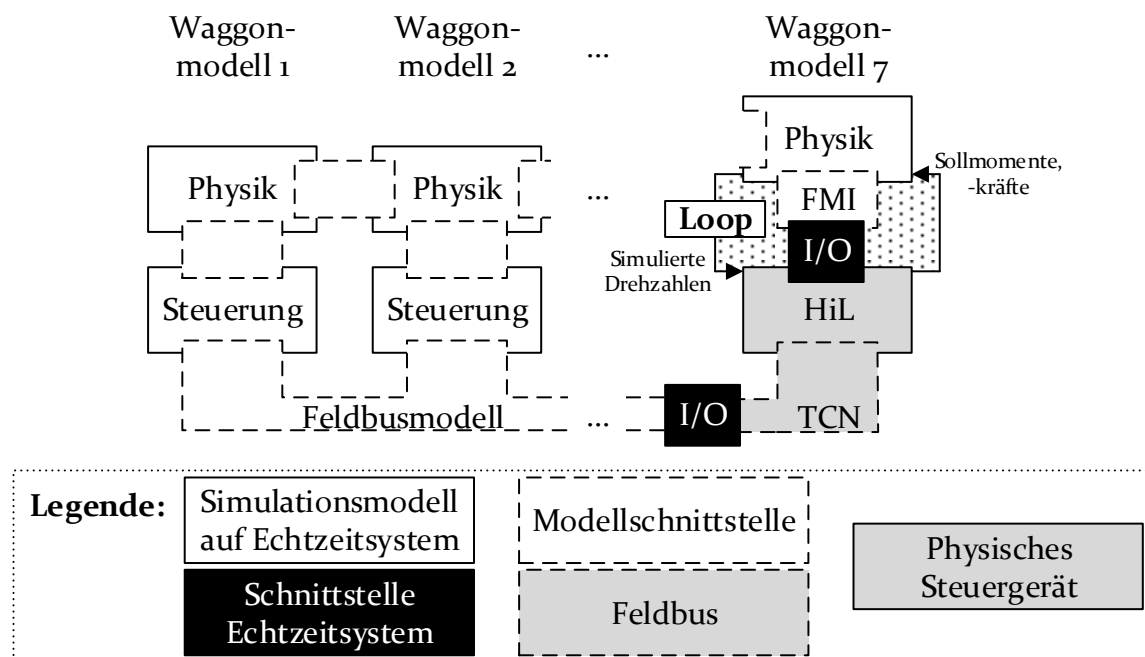 Waggon-
modell 1
Waggon-
modell 2
...
Waggon-
modell 7
Physik
Physik
...
Physik
Sollmomente,
-kräfte
FMI
Loop
I/O
Simulierte
Drehzahlen
Steuerung
Steuerung
HiL
Feldbusmodell
...
I/O
TCN
Legende:
Simulationsmodell
auf Echtzeitsystem
Modellschnittstelle
Physisches
Steuergerät
Schnittstelle
Echtzeitsystem
Feldbus